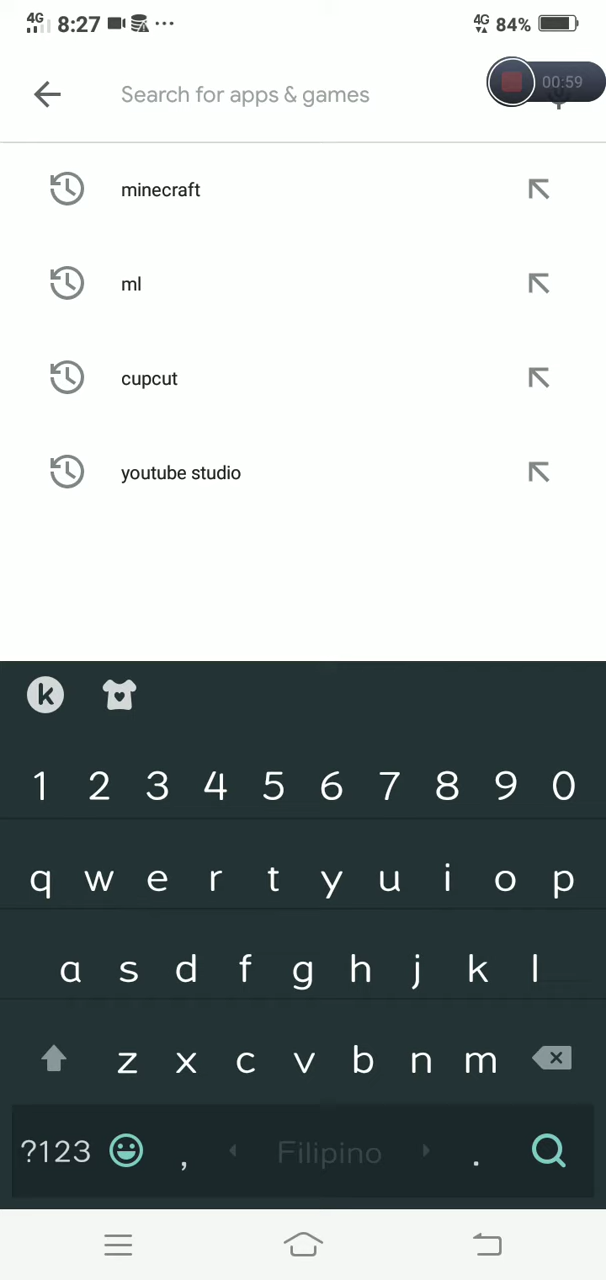 4G 8:27 ... 4G 84%
Search for apps & games 00:59
minecraft
ml
cupcut
youtube studio
k
1 2 3 4 5 6 7 8 9 0
q w e r t y u i o p
a s d f g h j k l
z x c v b n m
?123 , Filipino .